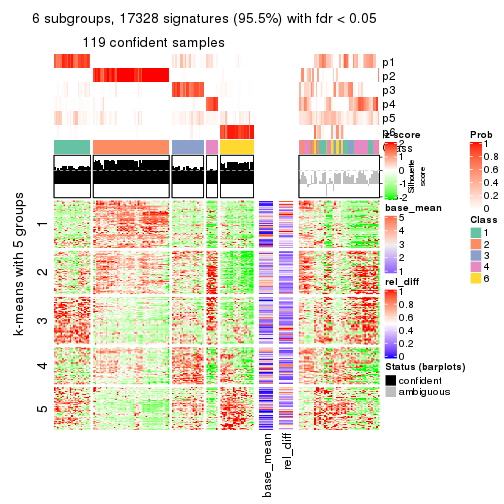 6 subgroups, 17328 signatures (95.5%) with fdr < 0.05
119 confident samples
p1
p2
p3
p4
p5
p6
Class
z-score
2
1
0
-1
-2
Silhouette score
Prob
1
0.8
0.6
0.4
0.2
0
base_mean
5
4
3
2
1
Class
1
2
3
4
6
rel_diff
1
0.8
0.6
0.4
0.2
0
Status (barplots)
confident
ambiguous
k-means with 5 groups
1
2
3
4
5
base_mean
rel_diff